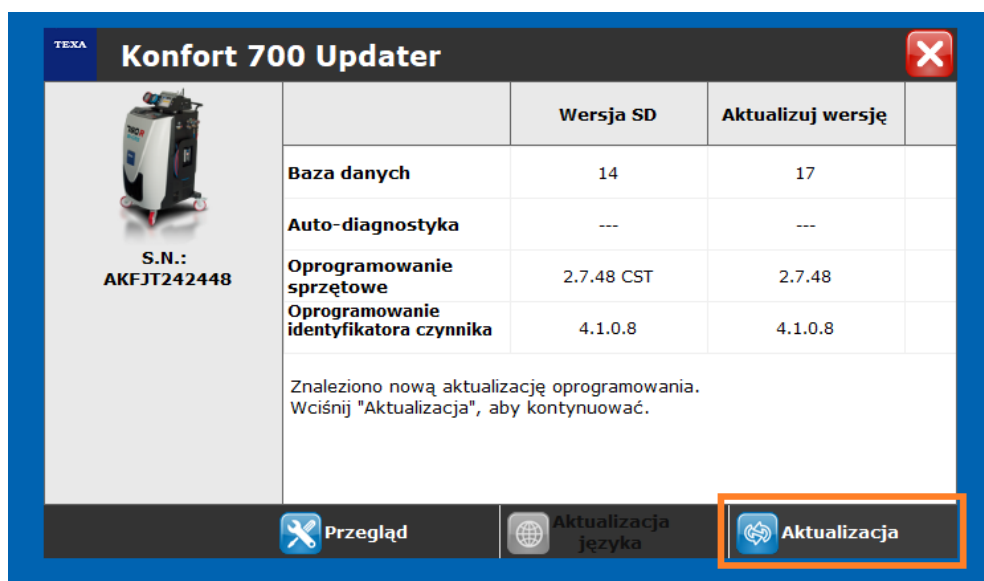 TEXA
Konfort 700 Updater
Wersja SD
Aktualizuj wersję
Baza danych
14
17
Auto-diagnostyka
---
---
Oprogramowanie
sprzętowe
2.7.48 CST
2.7.48
Oprogramowanie
identyfikatora czynnika
4.1.0.8
4.1.0.8
S.N.:
AKFJT242448
Znaleziono nową aktualizację oprogramowania.
Wciśnij "Aktualizacja", aby kontynuować.
Przegląd
Aktualizacja
języka
Aktualizacja